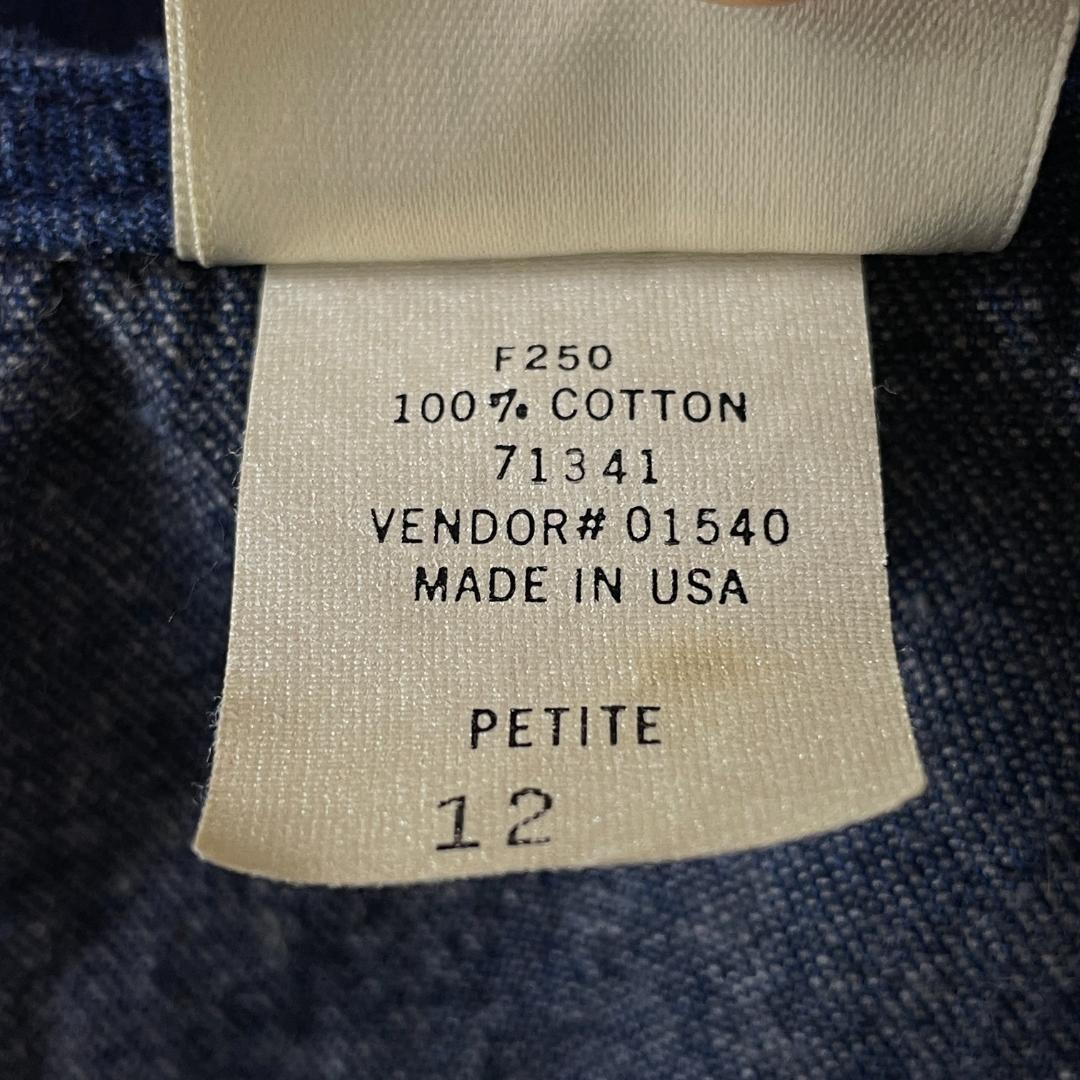 F250
100% COTTON
71341
VENDOR# 01540
MADE IN USA
PETITE
12